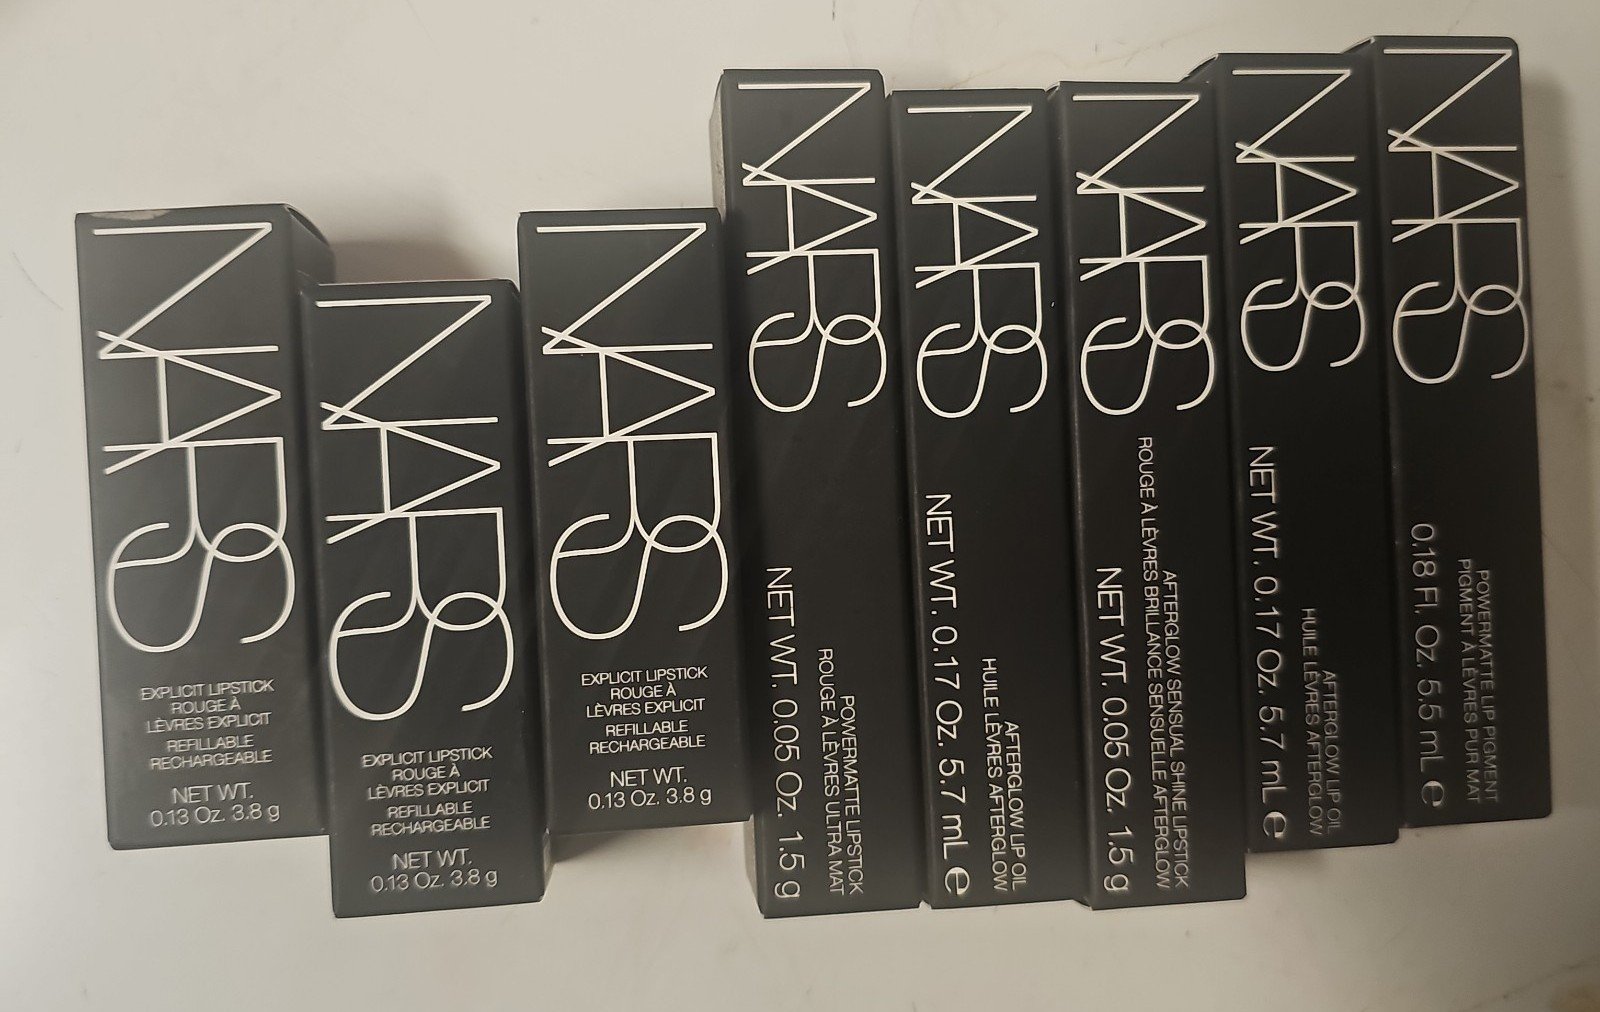 NARS
EXPLICIT LIPSTICK
ROUGE À
LÈVRES EXPLICIT
REFILLABLE
RECHARGEABLE
NET WT.
0.13 Oz. 3.8 g
NARS
EXPLICIT LIPSTICK
ROUGE À
LÈVRES EXPLICIT
REFILLABLE
RECHARGEABLE
NET WT.
0.13 Oz. 3.8 g
NARS
EXPLICIT LIPSTICK
ROUGE À
LÈVRES EXPLICIT
REFILLABLE
RECHARGEABLE
NET WT.
0.13 Oz. 3.8 g
NARS
POWERMATTE LIPSTICK
ROUGE À LÈVRES ULTRA MAT
NET WT. 0.05 Oz. 1.5 g
NARS
AFTERGLOW LIP OIL
HUILE LÈVRES AFTERGLOW
NET WT. 0.17 Oz. 5.7 mL e
NARS
AFTERGLOW SENSUAL SHINE LIPSTICK
ROUGE À LÈVRES BRILLANCE SENSUELLE AFTERGLOW
NET WT. 0.05 Oz. 1.5 g
NARS
AFTERGLOW LIP OIL
HUILE LÈVRES AFTERGLOW
NET WT. 0.17 Oz. 5.7 mL e
NARS
POWERMATTE LIP PIGMENT
PIGMENT À LÈVRES PUR MAT
0.18 Fl. Oz. 5.5 mL e